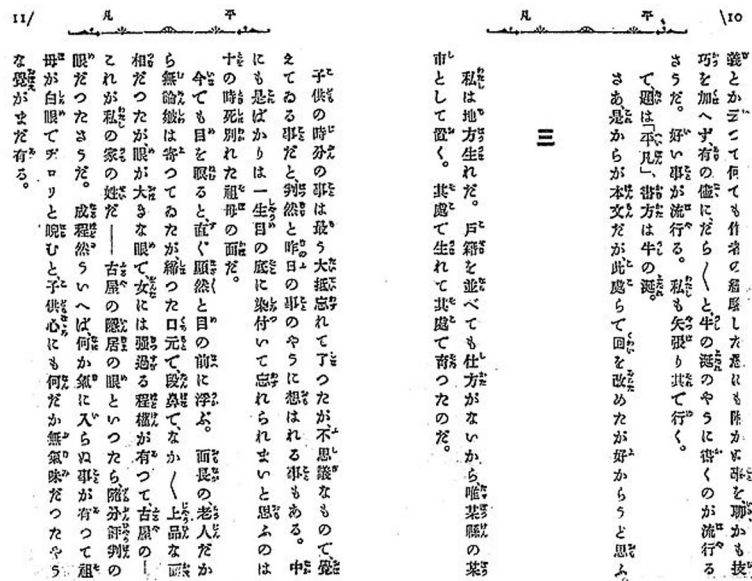 10
平凡
義とか云つて何でも作者の経験した愚にも附かぬ事を、聊かも技
巧を加へず、有の儘に、だら〱と、牛の涎のやうに書くのが流行る
さうだ。好い事が流行る。私も矢張り其で行く。
で、題は「平凡」、書方は牛の涎。
さあ、是からが本文だが、此處らで回を改めたが好からうと思ふ。
三
私は地方生れだ。戸籍を並べても仕方がないから、唯某縣の某
市として置く。其處で生れて其處で育つたのだ。
平凡
11
子供の時分の事は最う大抵忘れて了つたが、不思議なもので、覺
えてゐる事だと、判然と昨日の事のやうに想はれる事もある。中
にも是ばかりは一生目の底に染付いて忘れられまいと思ふのは
十の時死別れた祖母の面だ。
今でも目を瞑ると、直ぐ顯然と目の前に浮ぶ。面長の、老人だか
ら無論皺は寄つてゐたが、締つた口元で、段鼻で、なか〱上品な面
相だつたが、眼が大きな眼で、女には強過る程權が有つて、古屋の―
これが私の家の姓だ―古屋の隱居の眼といつたら、隨分評判の
眼だつたさうだ。成程然ういへば、何か氣に入らぬ事が有つて祖
母が白眼でヂロリと睨むと、子供心にも何だか無氣味だつたやう
な覺がまだ有る。